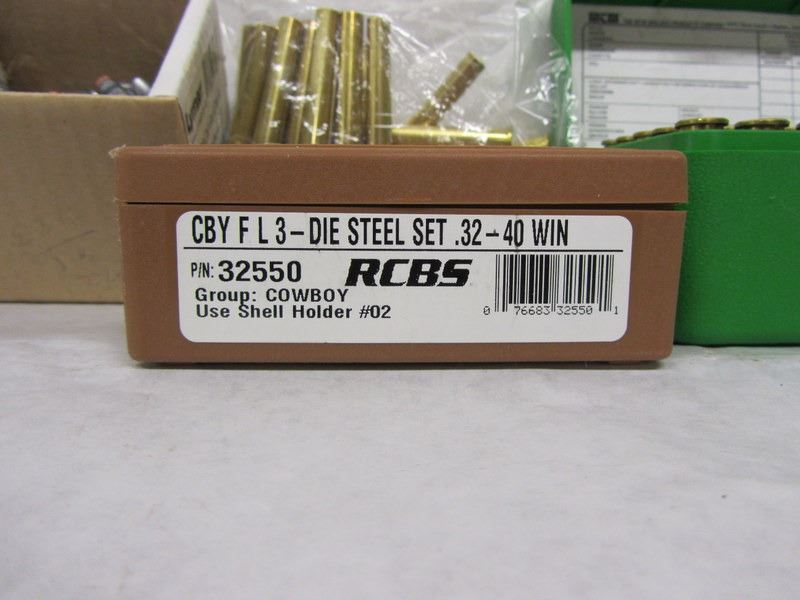 CBY F L 3-DIE STEEL SET .32-40 WIN
P/N: 32550 RCBS
Group: COWBOY
Use Shell Holder #02
0 76683 32550 1